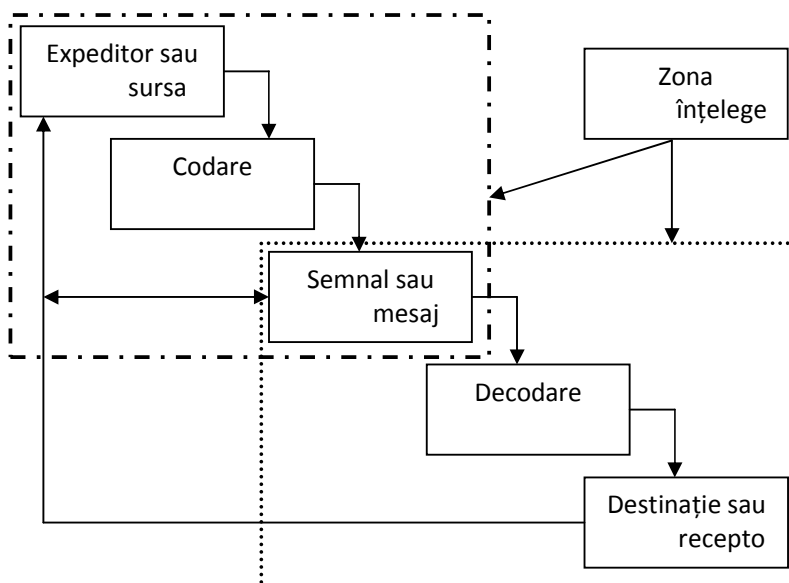 Expeditor sau
sursa
Zona
înțelege
Codare
Semnal sau
mesaj
Decodare
Destinație sau
recepto